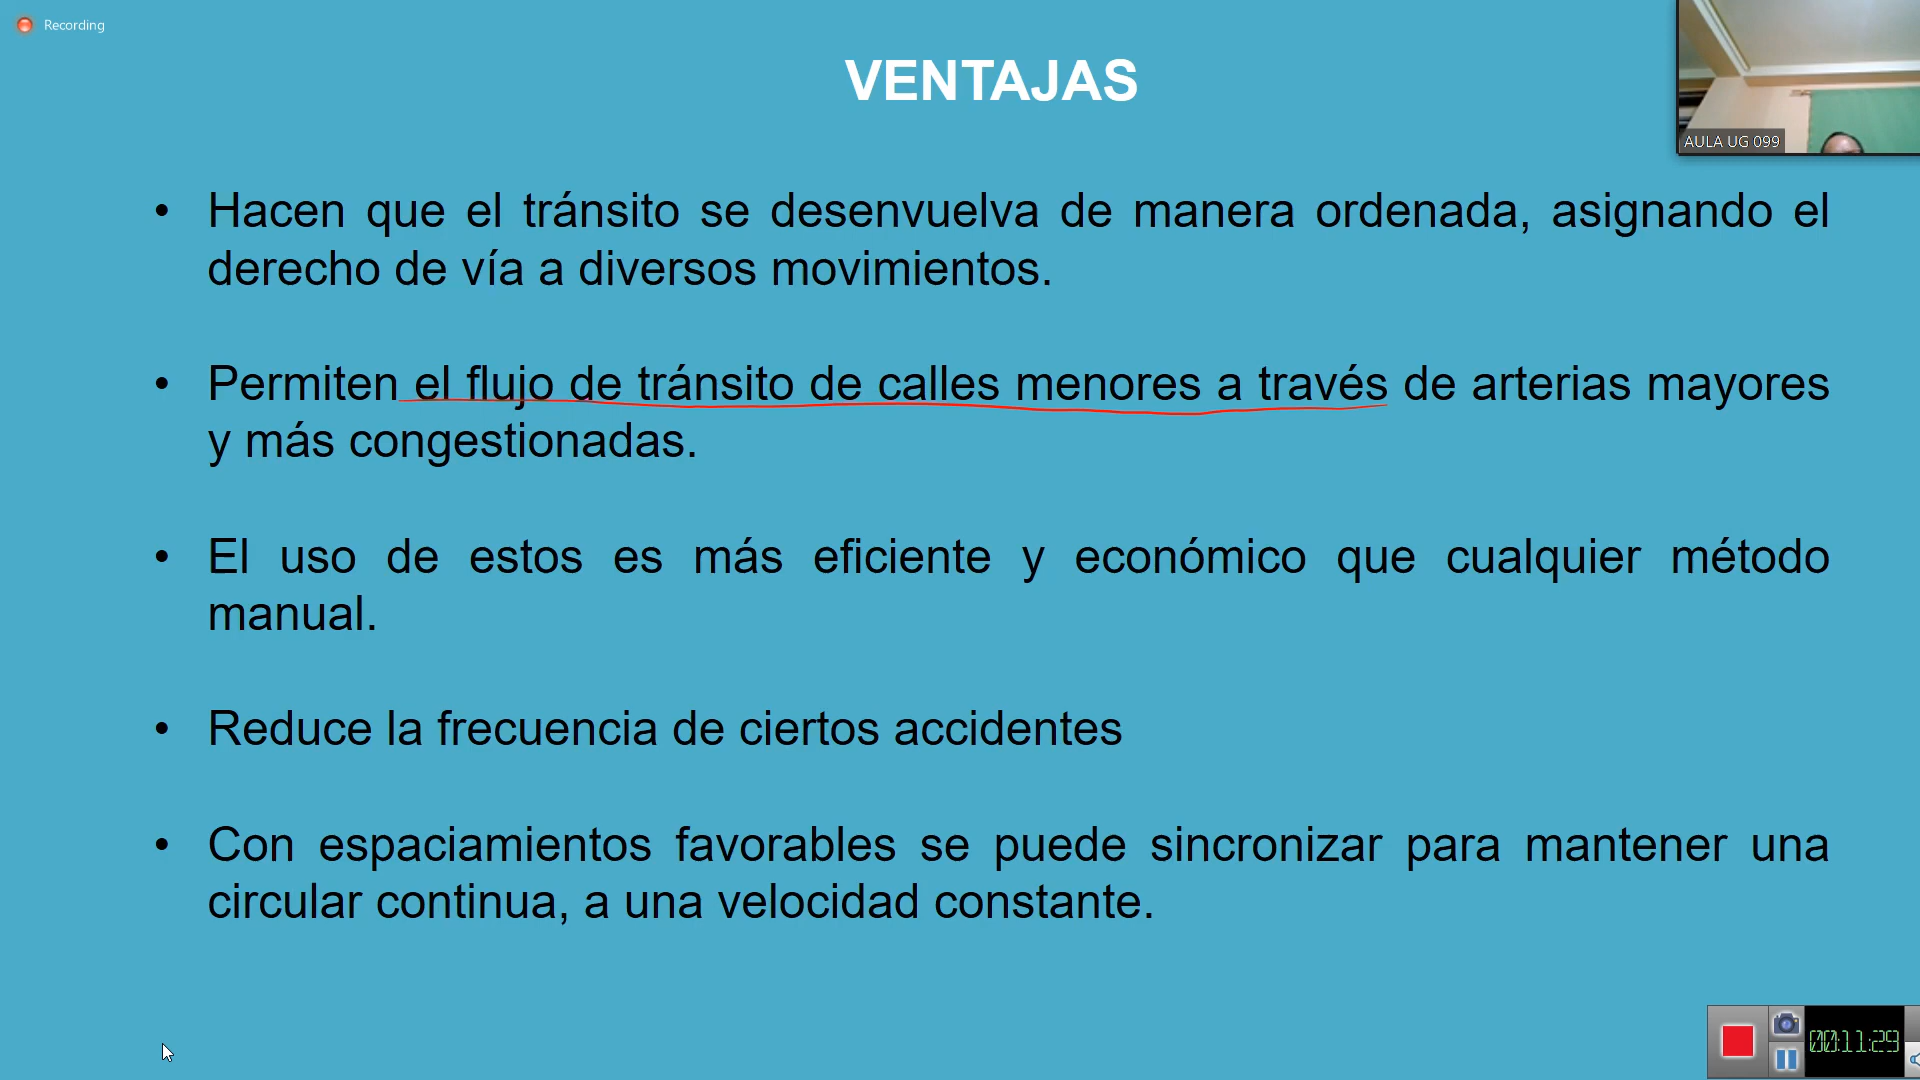 Recording
VENTAJAS
AULA UG 099
• Hacen que el tránsito se desenvuelva de manera ordenada, asignando el
derecho de vía a diversos movimientos.
• Permiten el flujo de tránsito de calles menores a través de arterias mayores
y más congestionadas.
• El uso de estos es más eficiente y económico que cualquier método
manual.
• Reduce la frecuencia de ciertos accidentes
• Con espaciamientos favorables se puede sincronizar para mantener una
circular continua, a una velocidad constante.
00:11:29